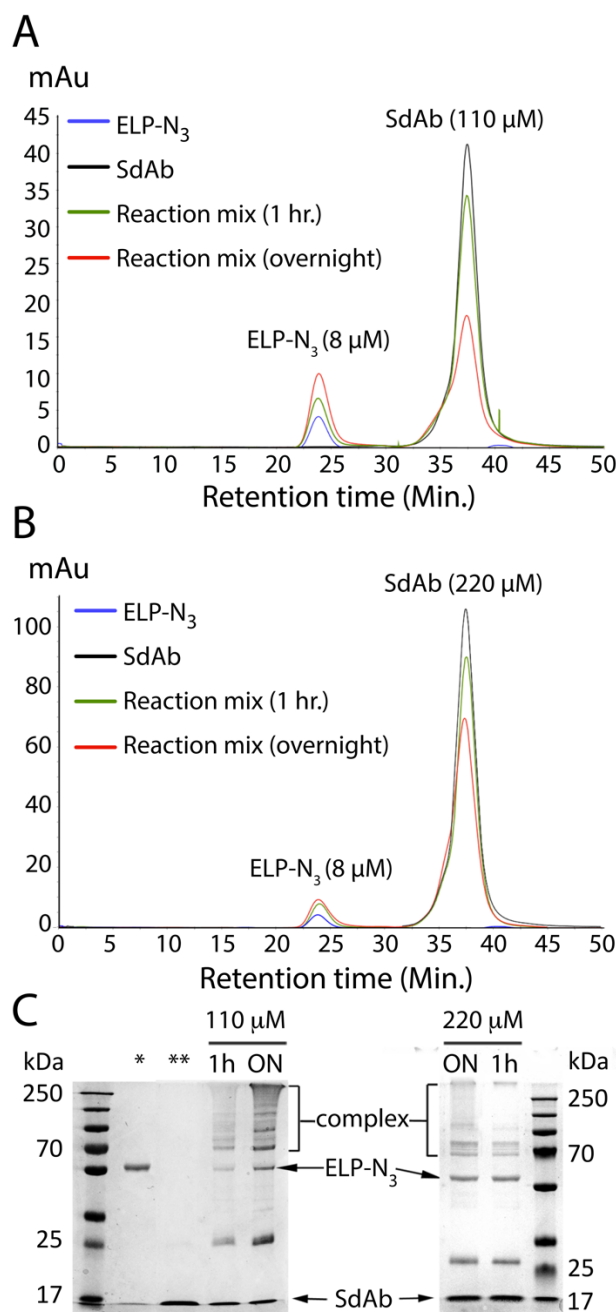 A
mAu
45
40
35
30
25
20
15
10
5
0
ELP-N₃
SdAb
Reaction mix (1 hr.)
Reaction mix (overnight)
SdAb (110 µM)
ELP-N₃ (8 µM)
0 5 10 15 20 25 30 35 40 45 50
Retention time (Min.)
B
mAu
100
80
60
40
20
0
ELP-N₃
SdAb
Reaction mix (1 hr.)
Reaction mix (overnight)
SdAb (220 µM)
ELP-N₃ (8 µM)
0 5 10 15 20 25 30 35 40 45 50
Retention time (Min.)
C
110 µM 220 µM
kDa * ** 1h ON ON 1h kDa
250 complex 250
70 70
ELP-N₃
25 25
17 SdAb 17